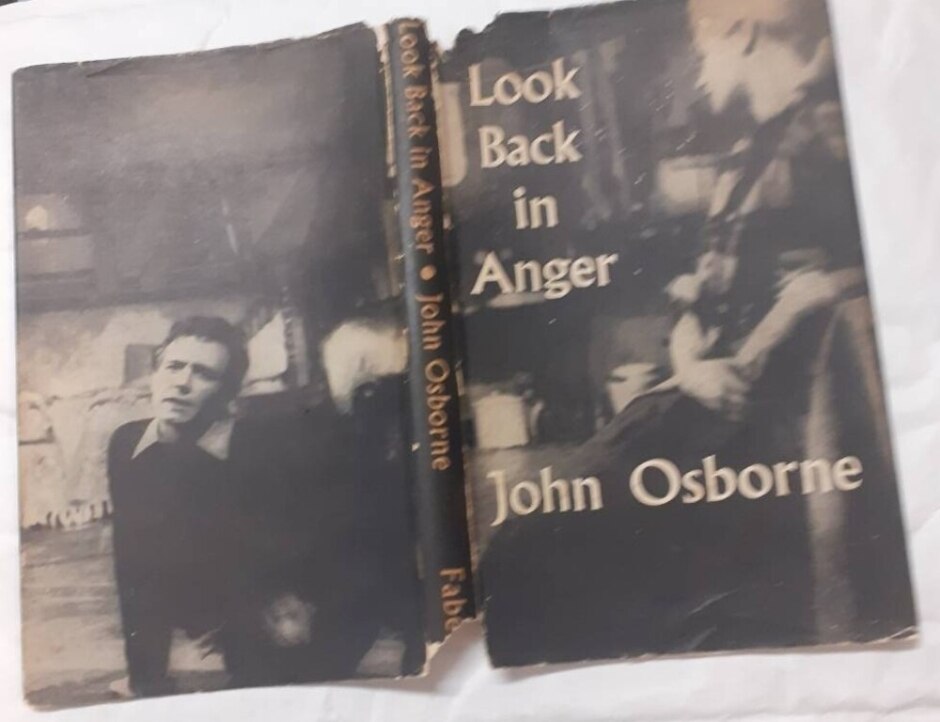 Look Back in Anger • John Osborne Fabe
Look
Back
in
Anger
John Osborne